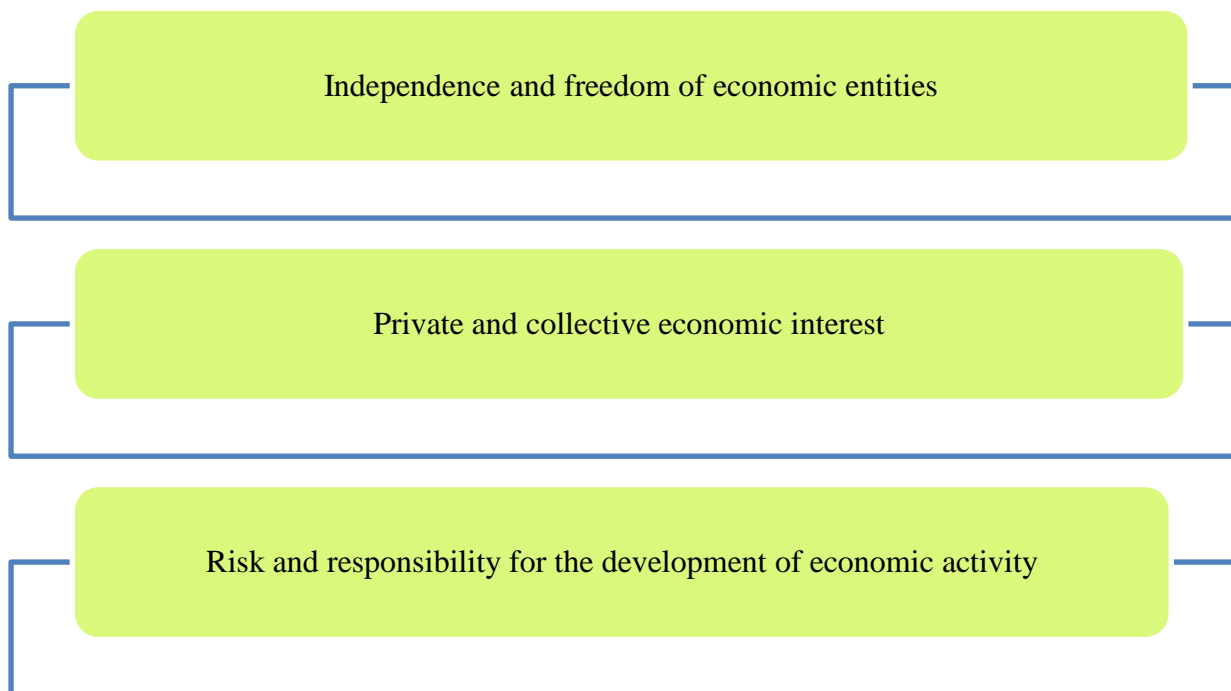 Independence and freedom of economic entities
Private and collective economic interest
Risk and responsibility for the development of economic activity